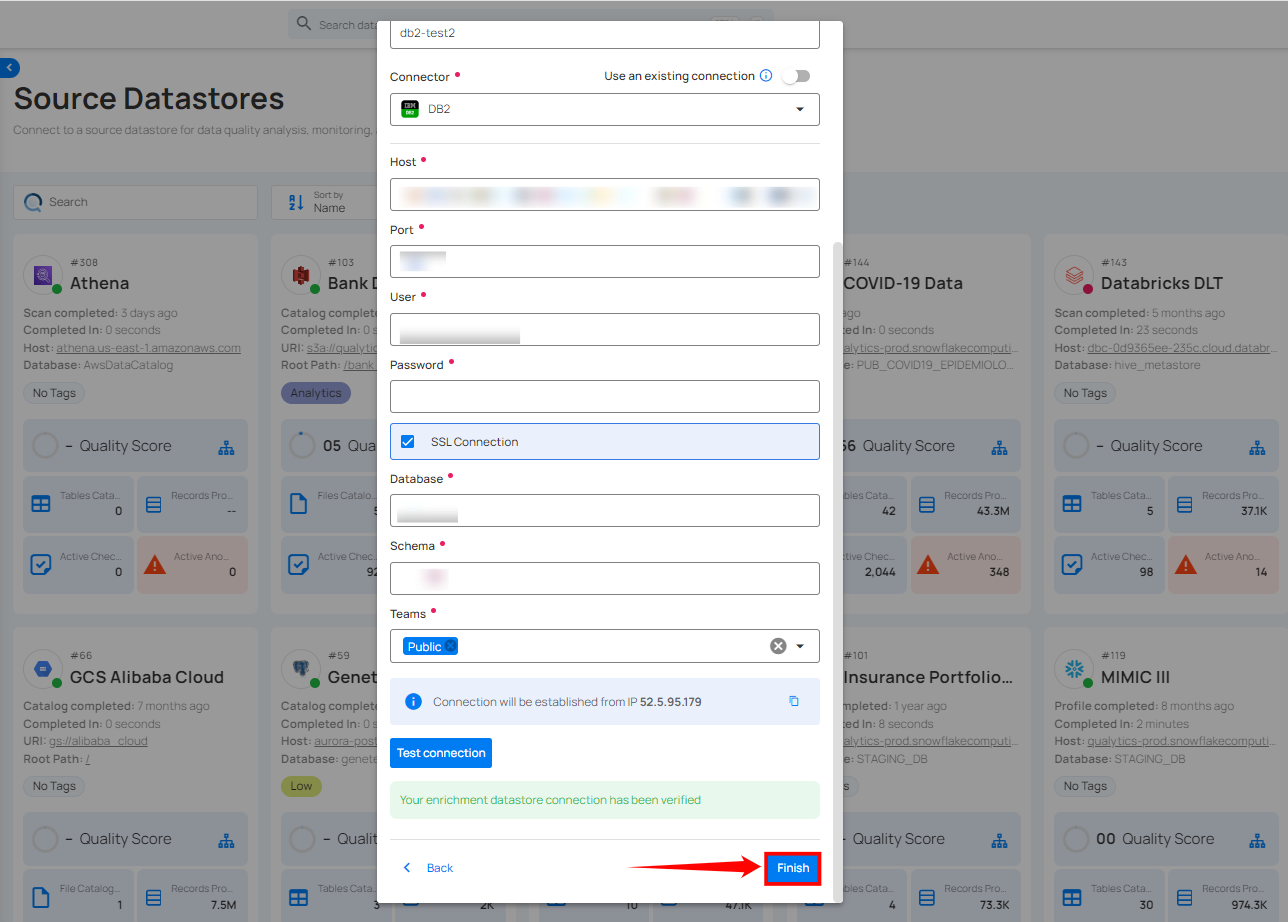 Search data
db2-test2
Connector •
Use an existing connection
DB2
Source Datastores
Connect to a source datastore for data quality analysis, monitoring,
Host •
Port •
User •
Password •
SSL Connection
Database •
Schema •
Teams •
Public
Connection will be established from IP 52.5.95.179
Test connection
Your enrichment datastore connection has been verified
Back
Finish
Search
Sort by
Name
#308
Athena
Scan completed: 3 days ago
Completed In: 0 seconds
Host: athena.us-east-1.amazonaws.com
Database: AwsDataCatalog
No Tags
– Quality Score
Tables Cata...
0
Records Pro...
--
Active Chec...
0
Active Ano...
0
#103
Bank D
Catalog complet
Completed In: 0 s
URI: s3a://qualytic
Root Path: /bank_
Analytics
05 Qua
Files Catalo
Active Chec
92
#144
COVID-19 Data
ago
0 seconds
alytics-prod.snowflakecomputi...
e: PUB_COVID19_EPIDEMIOLO...
56 Quality Score
les Cata...
42
Records Pro...
43.3M
ive Chec...
2,044
Active Ano...
348
#143
Databricks DLT
Scan completed: 5 months ago
Completed In: 23 seconds
Host: dbc-0d9365ee-235c.cloud.databr...
Database: hive_metastore
No Tags
– Quality Score
Tables Cata...
5
Records Pro...
37.1K
Active Chec...
98
Active Ano...
14
#66
GCS Alibaba Cloud
Catalog completed: 7 months ago
Completed In: 0 seconds
URI: gs://alibaba_cloud
Root Path: /
No Tags
– Quality Score
File Catalog...
1
Records Pro...
7.5M
#59
Genet
Catalog complet
Completed In: 0 s
Host: aurora-post
Database: genete
Low
– Quali
Tables Cata
3
2K
10
47.1K
#101
Insurance Portfolio...
mpleted: 1 year ago
ed In: 8 seconds
alytics-prod.snowflakecomputi...
e: STAGING_DB
s
– Quality Score
les Cata...
4
Records Pro...
73.3K
#119
MIMIC III
Profile completed: 8 months ago
Completed In: 2 minutes
Host: qualytics-prod.snowflakecomputi...
Database: STAGING_DB
No Tags
00 Quality Score
Tables Cata...
30
Records Pro...
974.3K